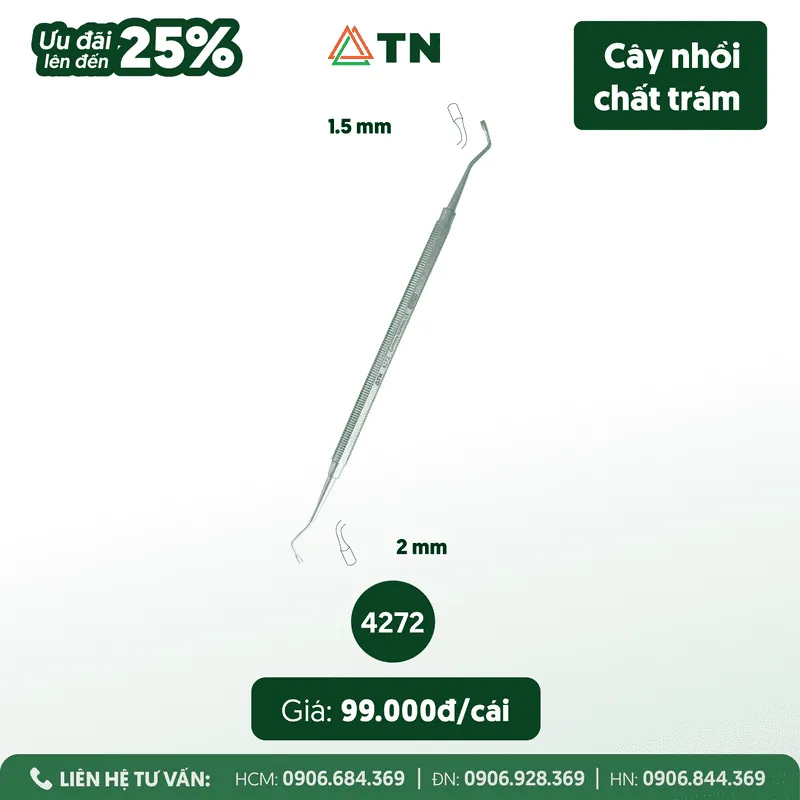 Ưu đãi
lên đến 25%
TN
Cây nhồi
chất trám
1.5 mm
2 mm
4272
Giá: 99.000đ/cái
LIÊN HỆ TƯ VẤN: HCM: 0906.684.369 | ĐN: 0906.928.369 | HN: 0906.844.369